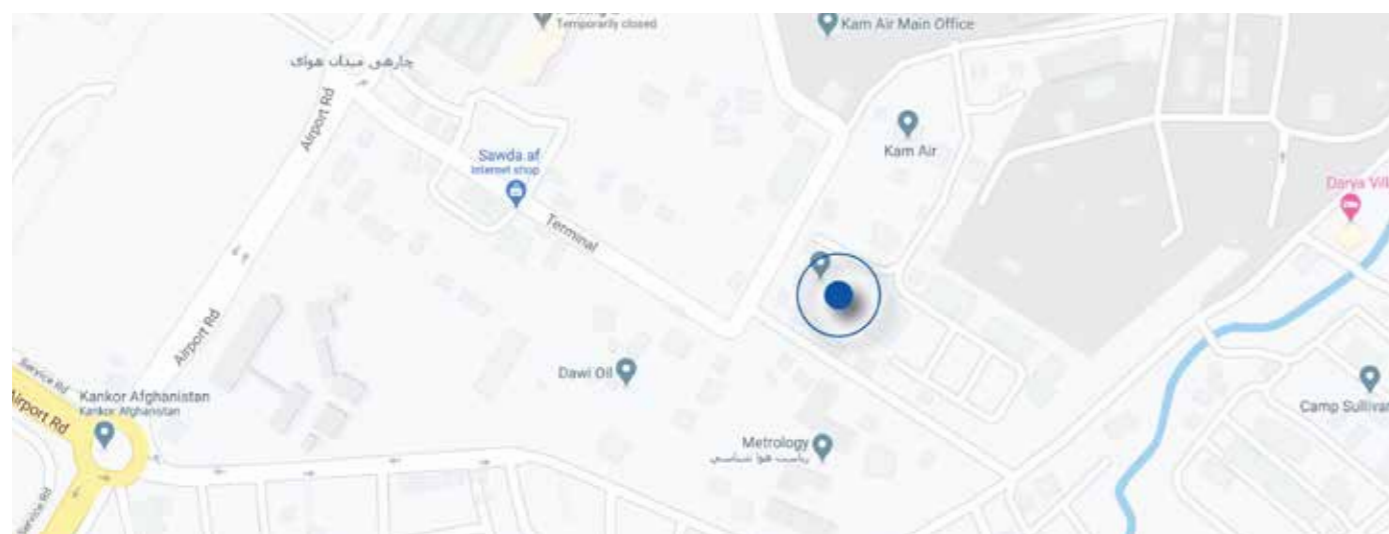 Temporarily closed
Kam Air Main Office
چارهی میدان هوای
Airport Rd
Kam Air
Sawda.af
Internet shop
Terminal
Airport Rd
Dawi Oil
Service Rd
Airport Rd
Kankor Afghanistan
Kankor Afghanistan
Camp Sullivan
Metrology
ریاست هوا شناسی
Service Rd